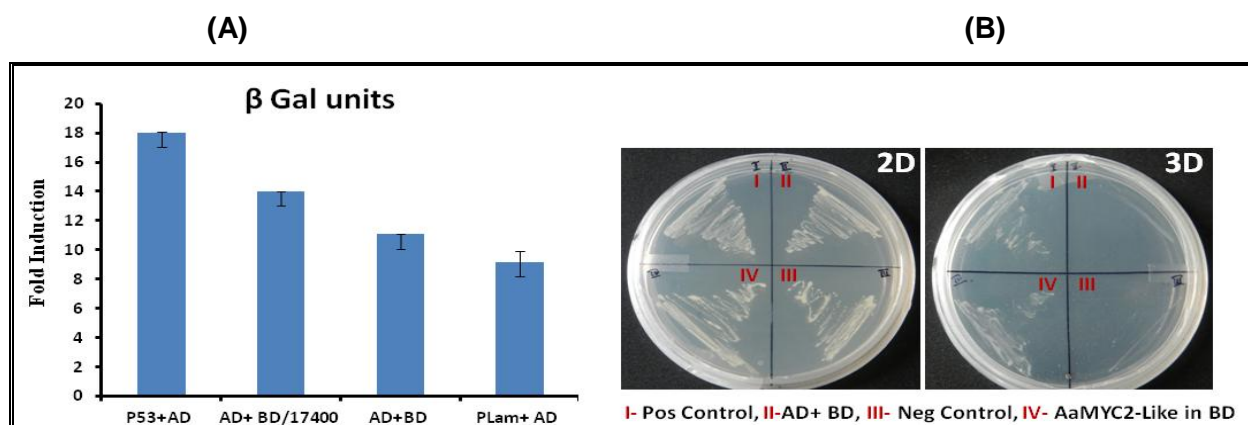 (A)
(B)
β Gal units
Fold Induction
20
18
16
14
12
10
8
6
4
2
0
P53+AD
AD+ BD/17400
AD+BD
PLam+ AD
2D
I
II
IV
III
3D
I
II
IV
III
I- Pos Control, II-AD+ BD, III- Neg Control, IV- AaMYC2-Like in BD